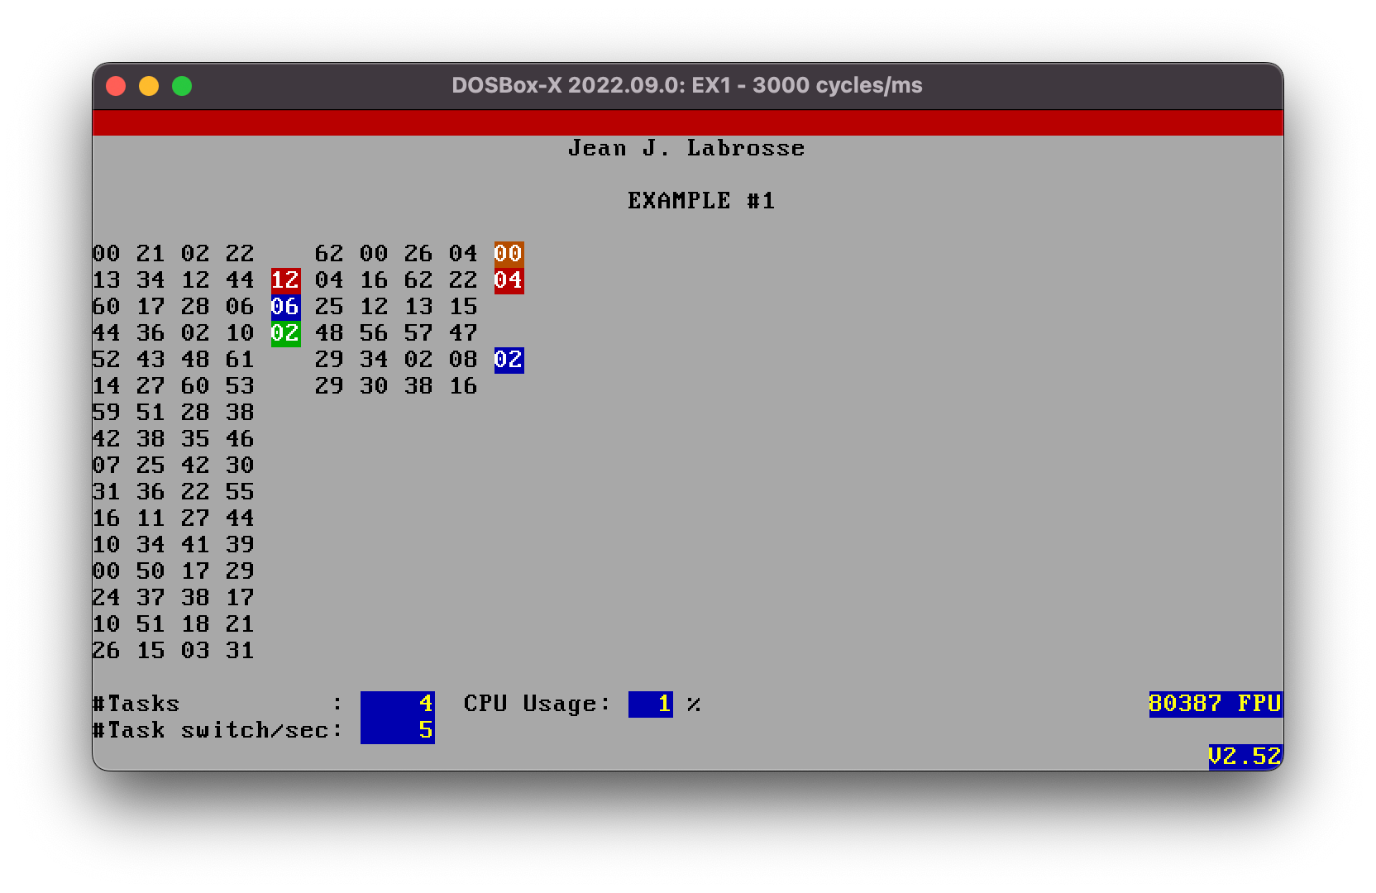 DOSBox-X 2022.09.0: EX1 - 3000 cycles/ms
Jean J. Labrosse
EXAMPLE #1
00 21 02 22 62 00 26 04 00
13 34 12 44 12 04 16 62 22 04
60 17 28 06 06 25 12 13 15
44 36 02 10 02 48 56 57 47
52 43 48 61 29 34 02 08 02
14 27 60 53 29 30 38 16
59 51 28 38
42 38 35 46
07 25 42 30
31 36 22 55
16 11 27 44
10 34 41 39
00 50 17 29
24 37 38 17
10 51 18 21
26 15 03 31
#Tasks : 4 CPU Usage: 1 % 80387 FPU
#Task switch/sec: 5
V2.52